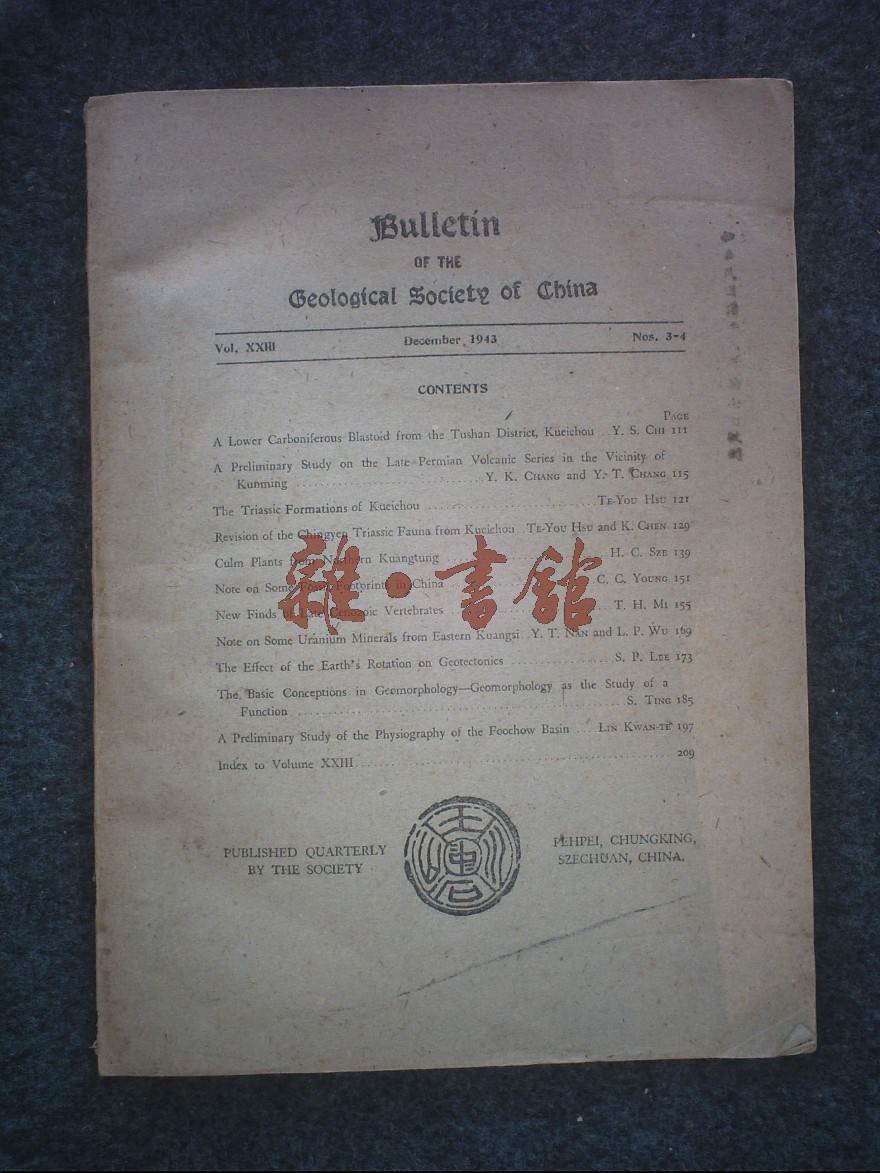 Bulletin
OF THE
Geological Society of China
Vol. XXIII December 1943 Nos. 3-4
CONTENTS
PAGE
A Lower Carboniferous Blastoid from the Tushan District, Kueichou .. Y. S. CHI 111
A Preliminary Study on the Late Permian Volcanic Series in the Vicinity of
Kunming .......... Y. K. CHANG and Y. T. CHANG 115
The Triassic Formations of Kueichou .......... TE-YOU HSU 121
Revision of the Chingyen Triassic Fauna from Kueichou .. TE-YOU HSU and K. CHEN 129
Culm Plants from Northern Kuangtung .......... H. C. SZE 139
Note on Some Fossil Footprints in China .......... C. C. YOUNG 151
New Finds of Late Cenozoic Vertebrates .......... T. H. MI 155
Note on Some Uranium Minerals from Eastern Kuangsi .. Y. T. NAN and L. P. WU 169
The Effect of the Earth's Rotation on Geotectonics .......... S. P. LEE 173
The Basic Conceptions in Geomorphology—Geomorphology as the Study of a
Function .......... S. TING 185
A Preliminary Study of the Physiography of the Foochow Basin ... LIN KWAN-TE 197
Index to Volume XXIII .......... 209
雜·書館
PUBLISHED QUARTERLY
BY THE SOCIETY
PEHPEI, CHUNGKING,
SZECHUAN, CHINA.